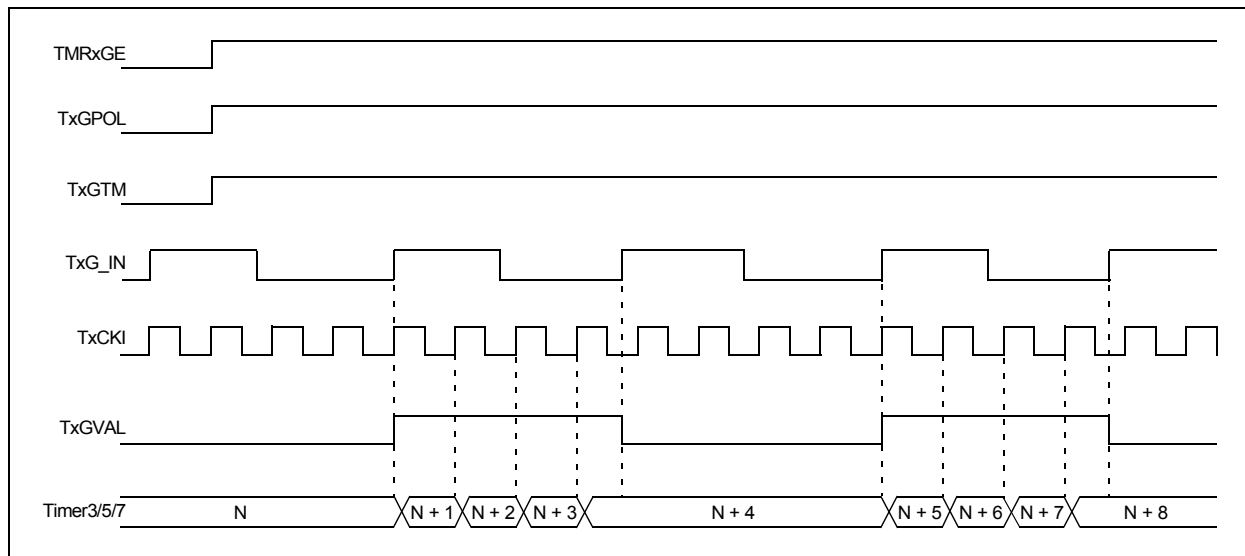 TMRxGE
TxGPOL
TxGTM
TxG_IN
TxCKI
TxGVAL
Timer3/5/7 N N + 1 N + 2 N + 3 N + 4 N + 5 N + 6 N + 7 N + 8